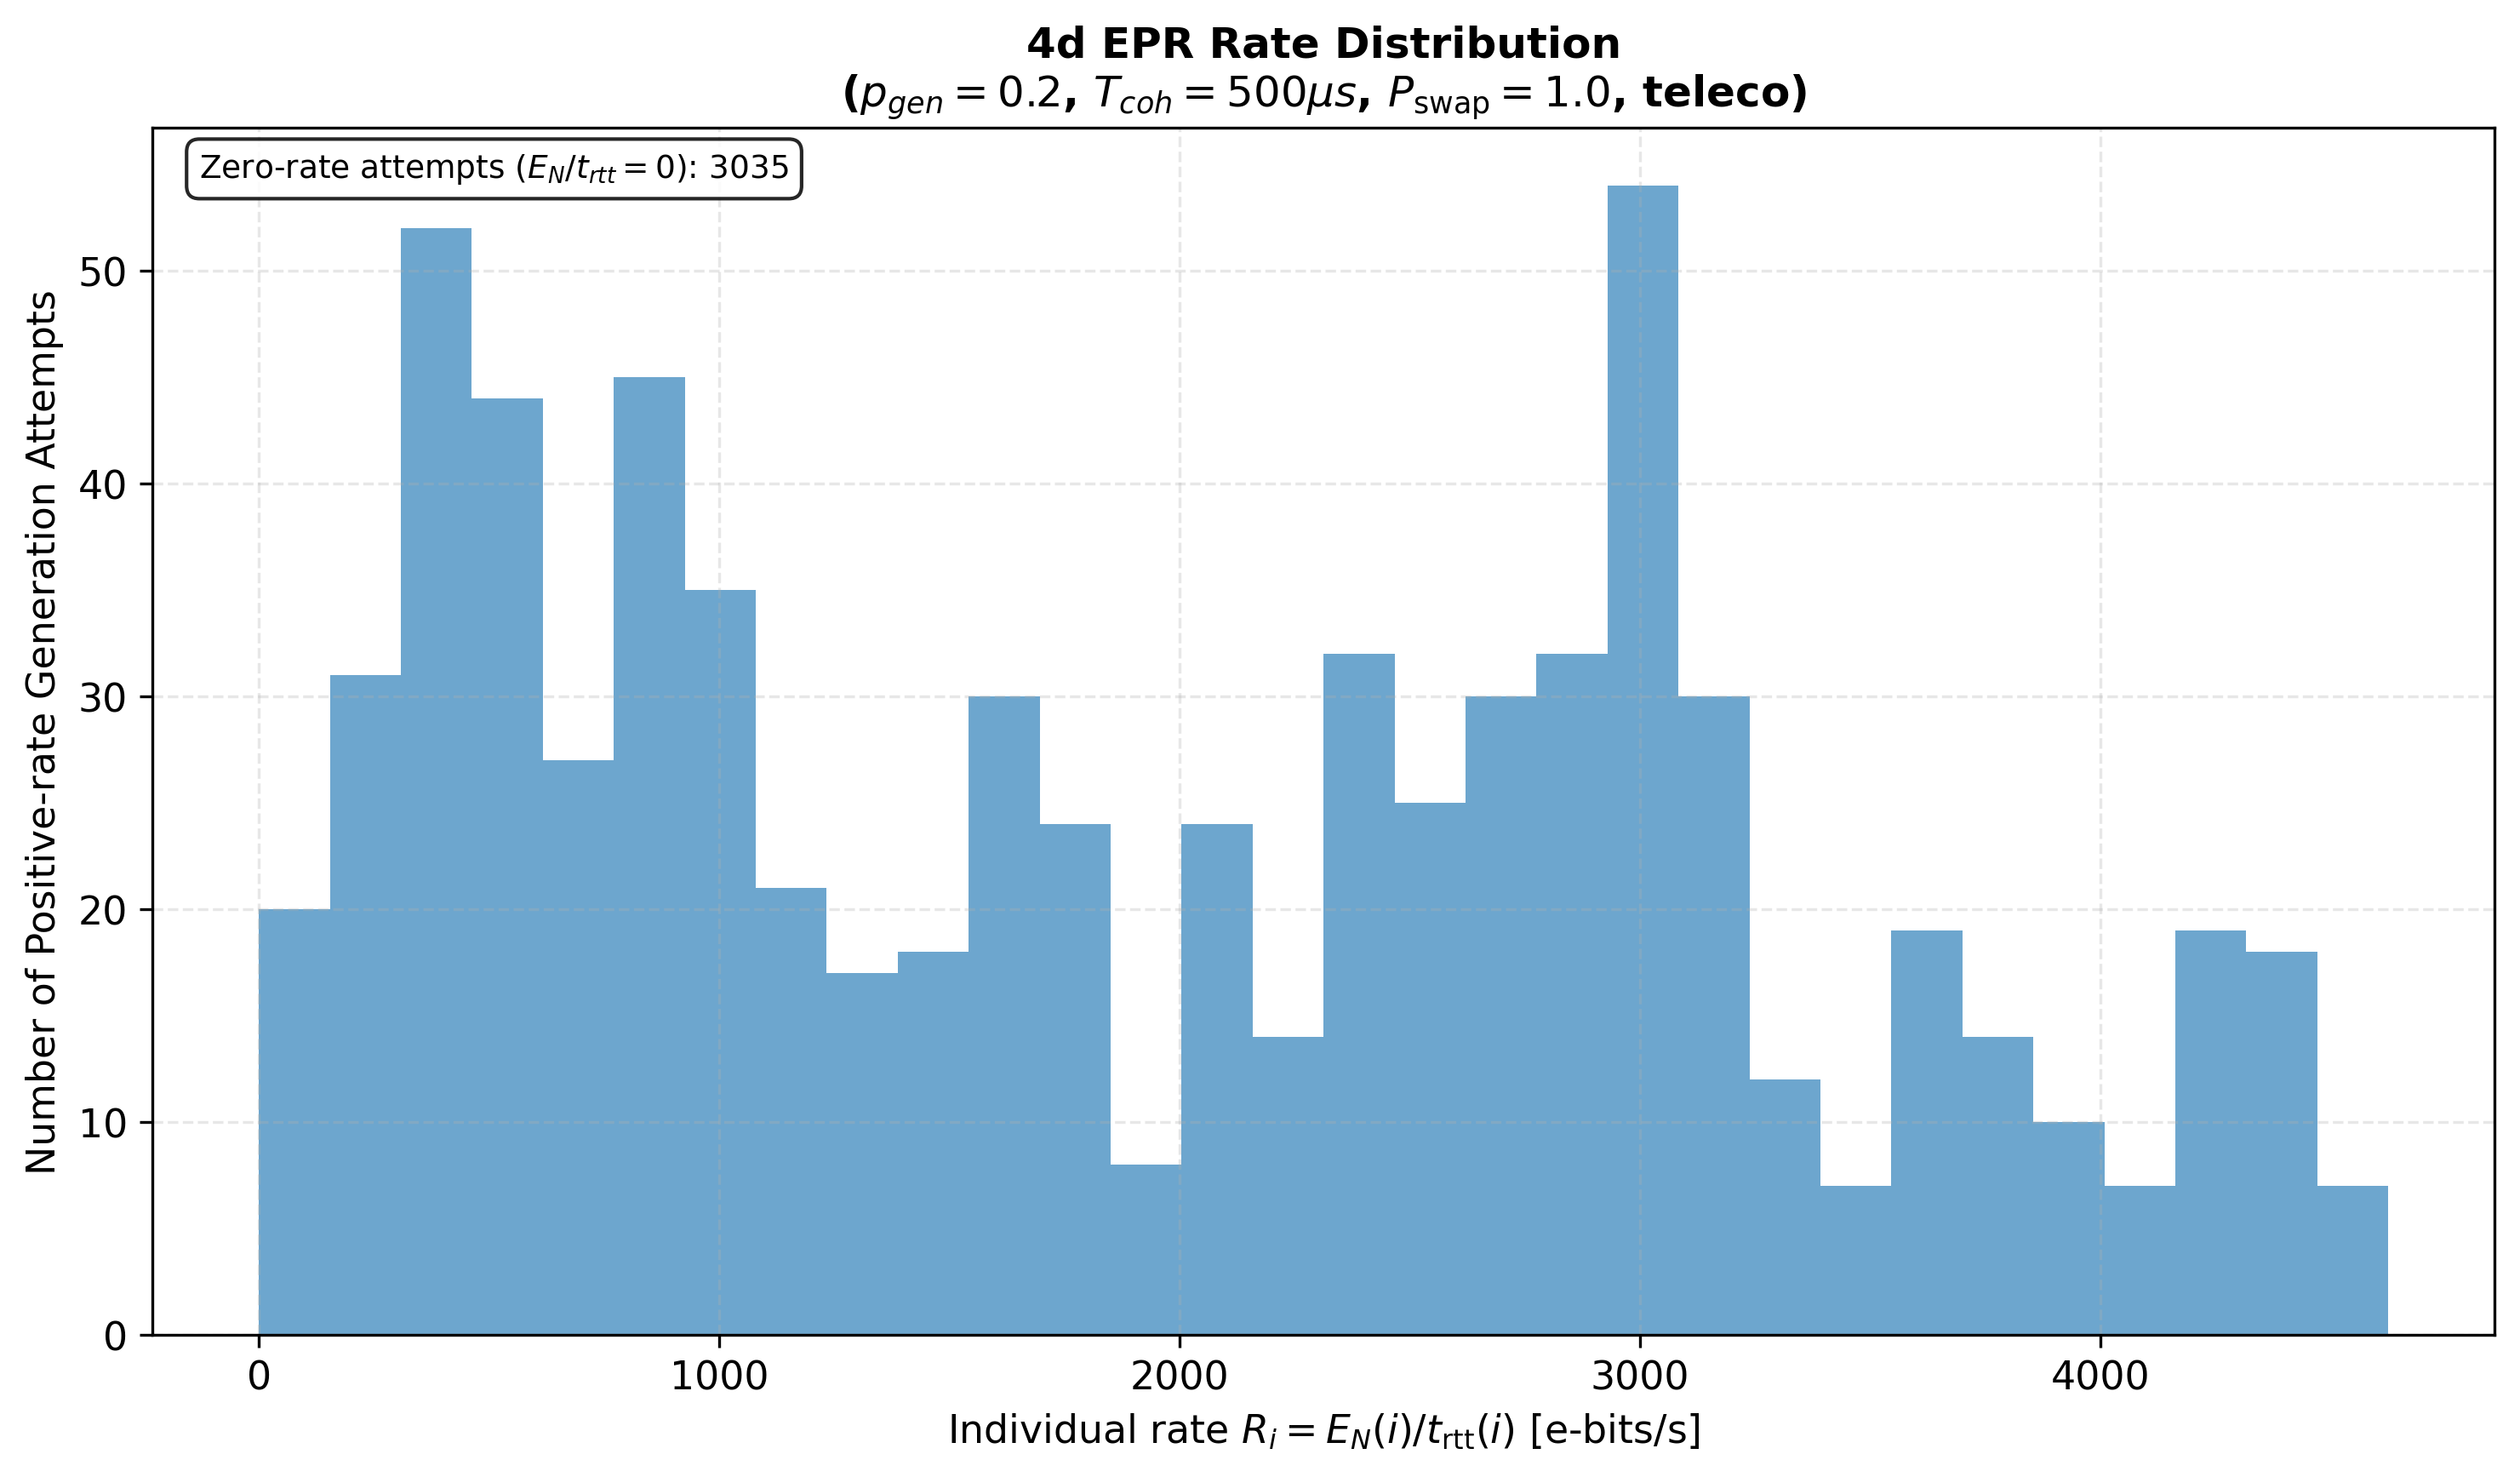 4d EPR Rate Distribution
(p_gen = 0.2, T_coh = 500μs, P_swap = 1.0, teleco)
Zero-rate attempts (E_N/t_rtt = 0): 3035
Number of Positive-rate Generation Attempts
50
40
30
20
10
0
0 1000 2000 3000 4000
Individual rate R_i = E_N(i)/t_rtt(i) [e-bits/s]